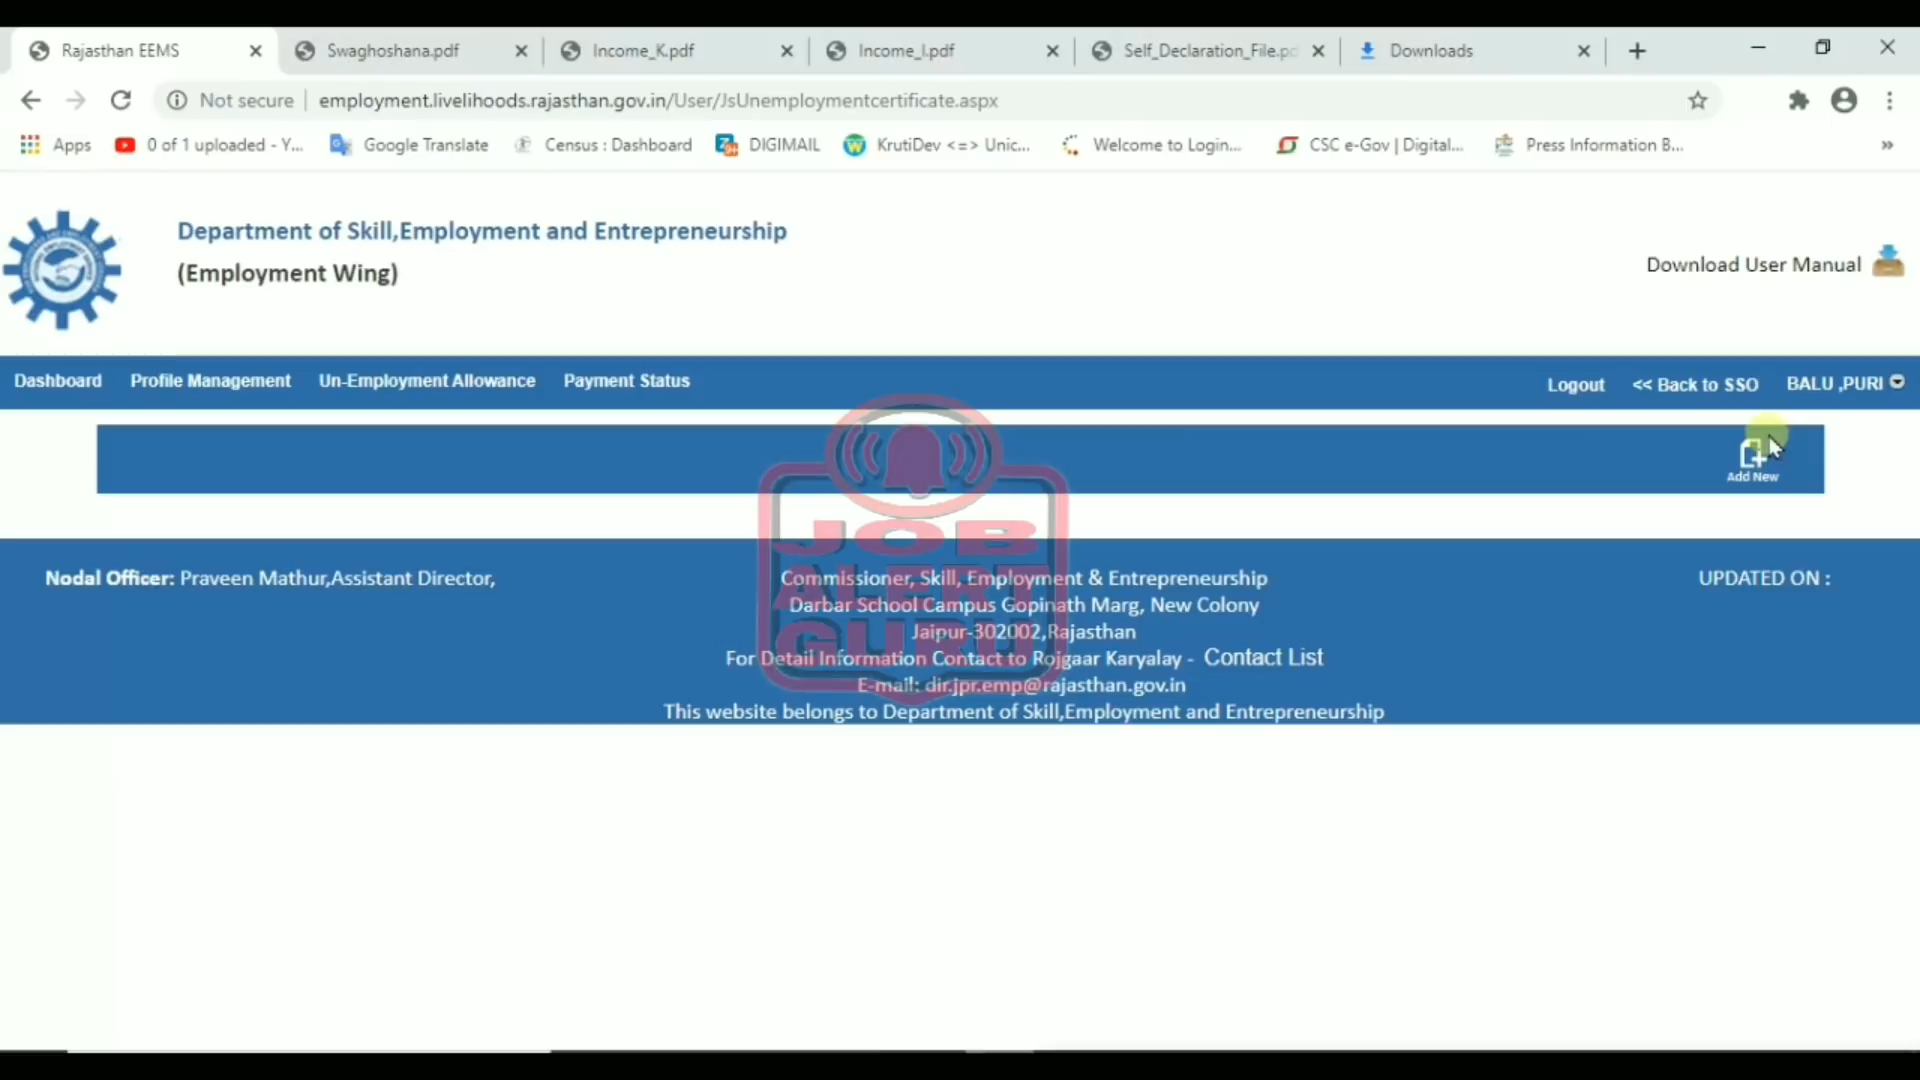 Rajasthan EEMS
Swaghoshana.pdf
Income_K.pdf
Income_I.pdf
Self_Declaration_File.pd
Downloads
Not secure
employment.livelihoods.rajasthan.gov.in/User/JsUnemploymentcertificate.aspx
Apps
0 of 1 uploaded - Y...
Google Translate
Census : Dashboard
DIGIMAIL
KrutiDev <=> Unic...
Welcome to Login...
CSC e-Gov | Digital...
Press Information B...
»
Department of Skill,Employment and Entrepreneurship
(Employment Wing)
Download User Manual
Dashboard
Profile Management
Un-Employment Allowance
Payment Status
Logout
<< Back to SSO
BALU ,PURI
Add New
JOB
ALERT
GURU
Nodal Officer: Praveen Mathur,Assistant Director,
Commissioner, Skill, Employment & Entrepreneurship
Darbar School Campus Gopinath Marg, New Colony
Jaipur-302002,Rajasthan
For Detail Information Contact to Rojgaar Karyalay - Contact List
E-mail: dir.jpr.emp@rajasthan.gov.in
This website belongs to Department of Skill,Employment and Entrepreneurship
UPDATED ON :